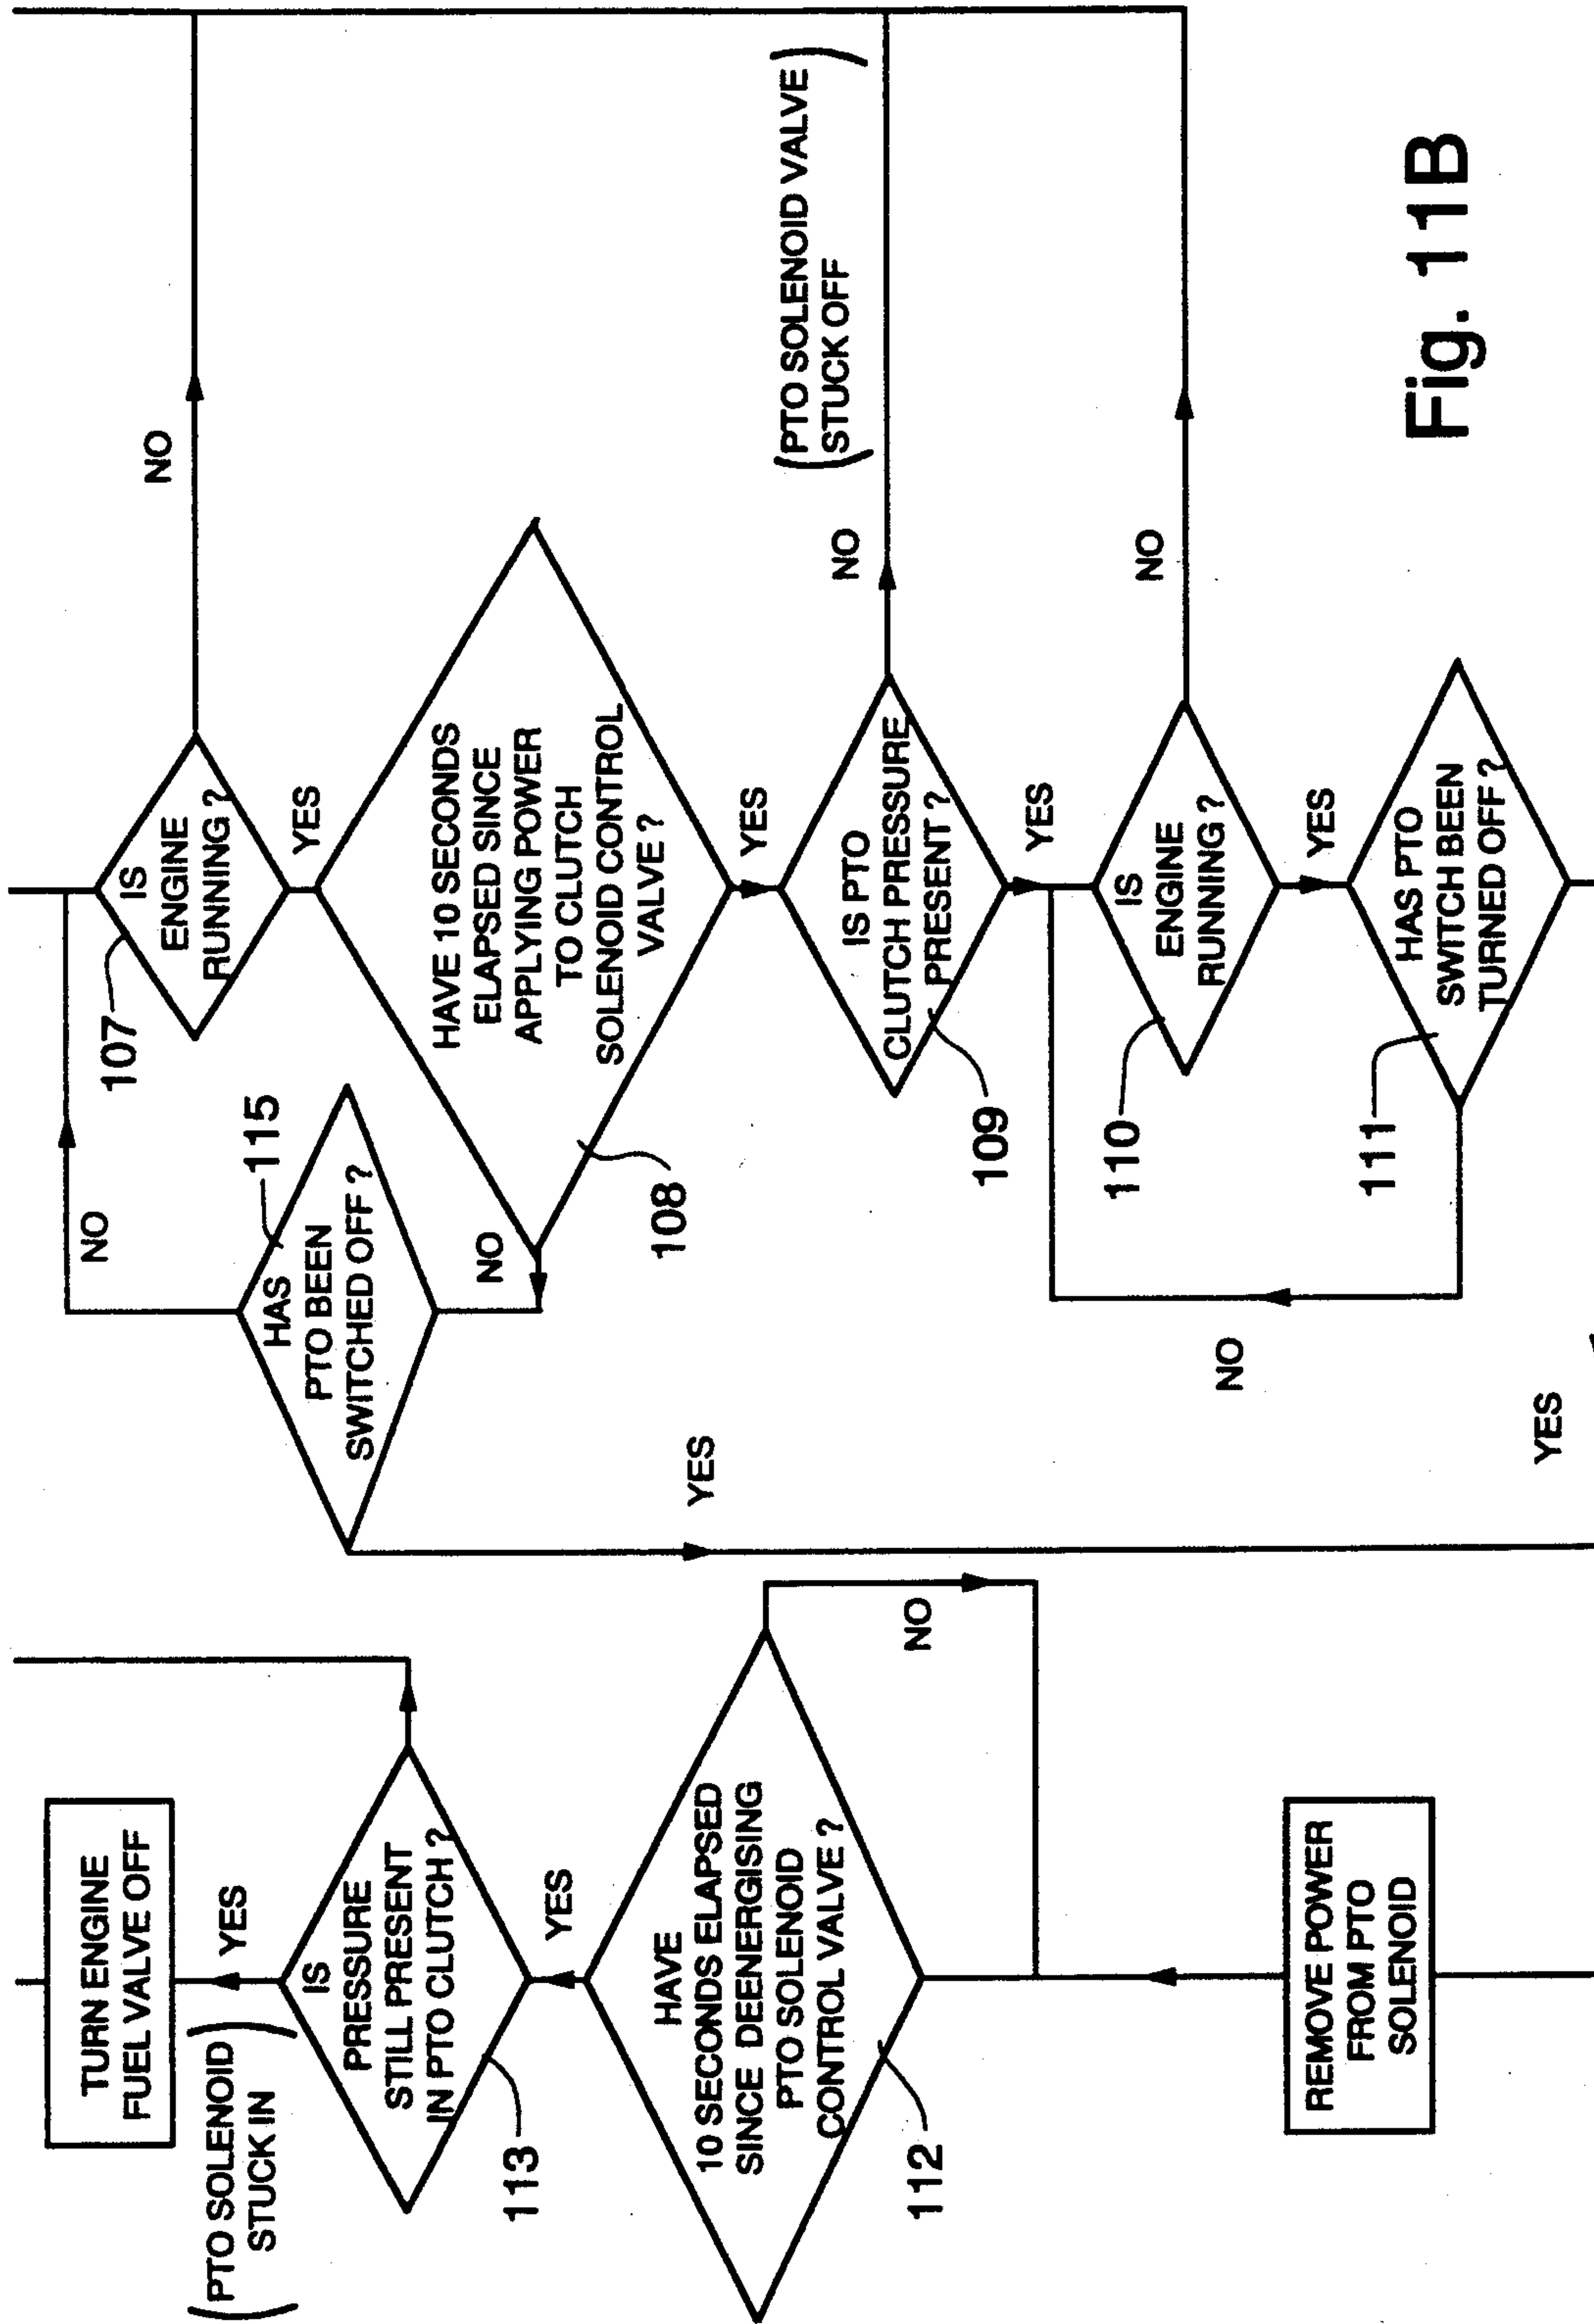 TURN ENGINE
FUEL VALVE OFF
(PTO SOLENOID
STUCK IN)
YES
IS
PRESSURE
STILL PRESENT
IN PTO CLUTCH ?
113
YES
HAVE
10 SECONDS ELAPSED
SINCE DEENERGISING
PTO SOLENOID
CONTROL VALVE ?
112
NO
REMOVE POWER
FROM PTO
SOLENOID
HAS
PTO BEEN
SWITCHED OFF ?
115
NO
YES
NO
IS
ENGINE
RUNNING ?
107
NO
YES
HAVE 10 SECONDS
ELAPSED SINCE
APPLYING POWER
TO CLUTCH
SOLENOID CONTROL
VALVE ?
108
YES
IS PTO
CLUTCH PRESSURE
PRESENT ?
109
NO
(PTO SOLENOID VALVE
STUCK OFF)
YES
IS
ENGINE
RUNNING ?
110
NO
YES
HAS PTO
SWITCH BEEN
TURNED OFF ?
111
NO
YES
Fig. 11B